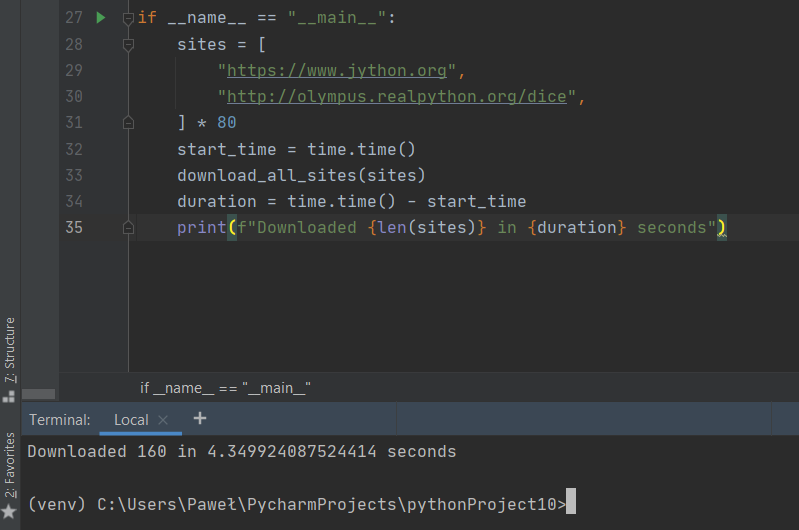 27 if __name__ == "__main__":
28 sites = [
29 "https://www.jython.org",
30 "http://olympus.realpython.org/dice",
31 ] * 80
32 start_time = time.time()
33 download_all_sites(sites)
34 duration = time.time() - start_time
35 print(f"Downloaded {len(sites)} in {duration} seconds")
7: Structure
2: Favorites
if __name__ == "__main__"
Terminal: Local × +
Downloaded 160 in 4.349924087524414 seconds
(venv) C:\Users\Paweł\PycharmProjects\pythonProject10>